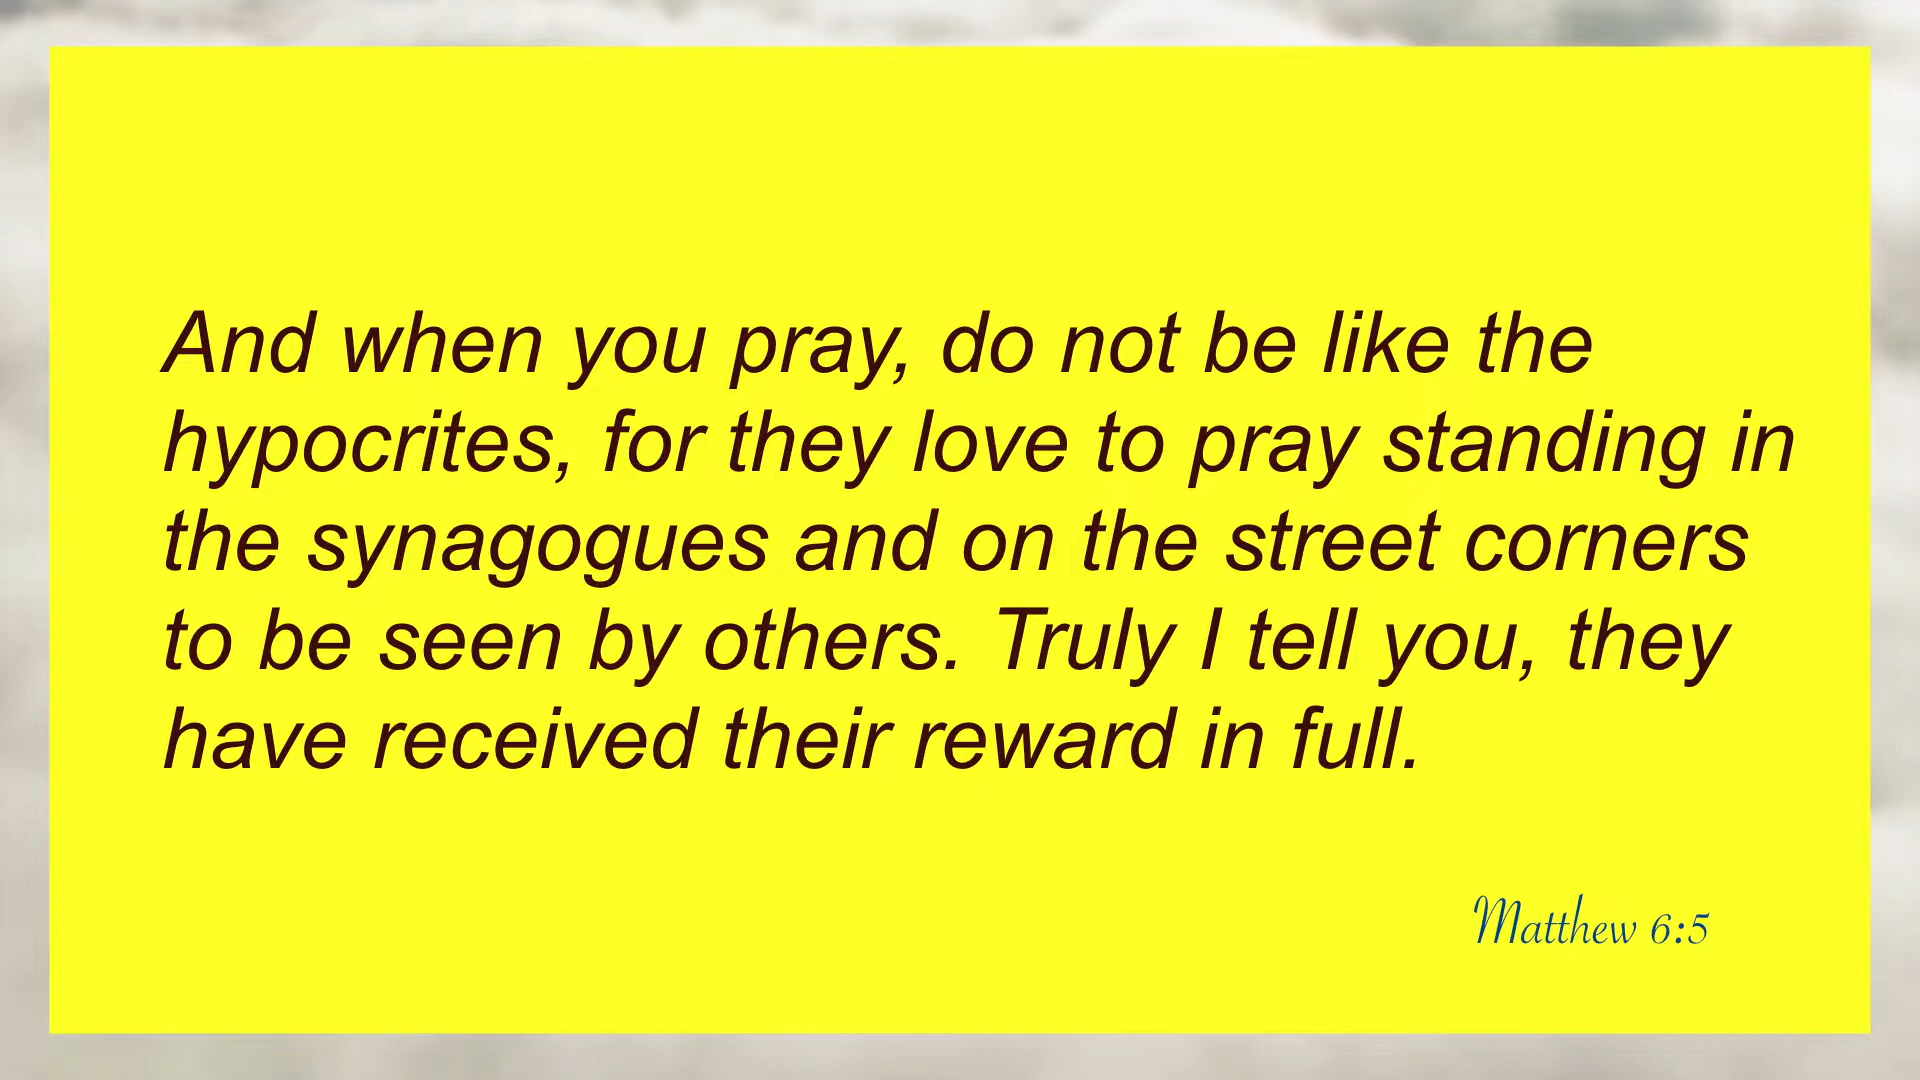 And when you pray, do not be like the
hypocrites, for they love to pray standing in
the synagogues and on the street corners
to be seen by others. Truly I tell you, they
have received their reward in full.
Matthew 6:5